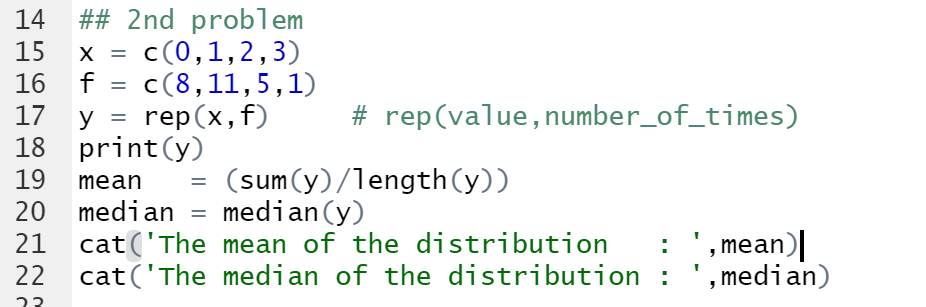 14 ## 2nd problem
15 x = c(0,1,2,3)
16 f = c(8,11,5,1)
17 y = rep(x,f)     # rep(value,number_of_times)
18 print(y)
19 mean   = (sum(y)/length(y))
20 median = median(y)
21 cat('The mean of the distribution   : ',mean)
22 cat('The median of the distribution : ',median)
23